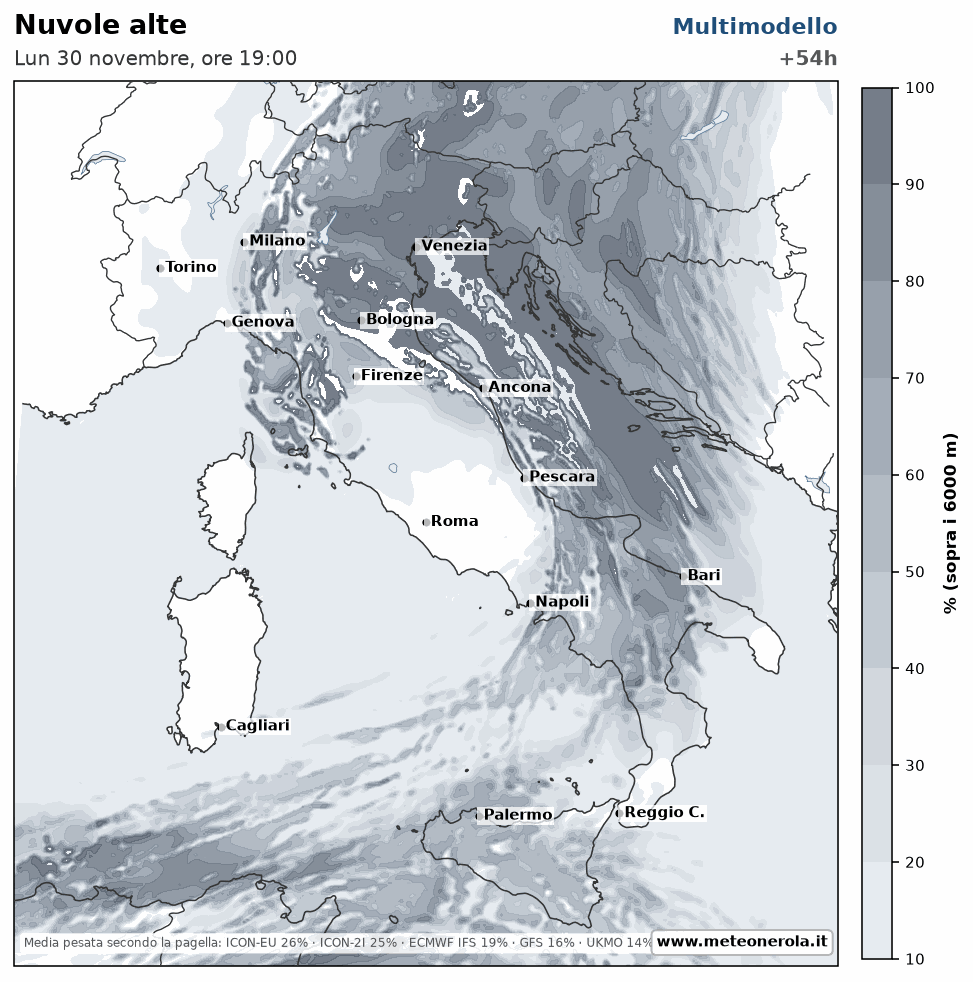 Nuvole alte
Multimodello
Lun 30 novembre, ore 19:00
+54h
100
90
80
70
60
50
40
30
20
10
% (sopra i 6000 m)
Milano
Venezia
Torino
Genova
Bologna
Firenze
Ancona
Pescara
Roma
Bari
Napoli
Cagliari
Palermo
Reggio C.
Media pesata secondo la pagella: ICON-EU 26% · ICON-2I 25% · ECMWF IFS 19% · GFS 16% · UKMO 14%
www.meteonerola.it